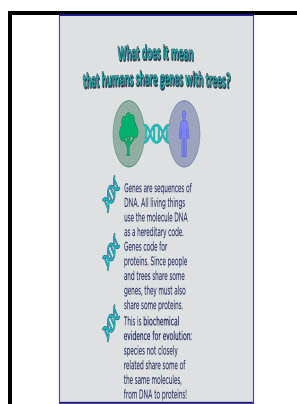 What does it mean
that humans share genes with trees?
Genes are sequences of
DNA. All living things
use the molecule DNA
as a hereditary code.
Genes code for
proteins. Since people
and trees share some
genes, they must also
share some proteins.
This is biochemical
evidence for evolution:
species not closely
related share some of
the same molecules,
from DNA to proteins!